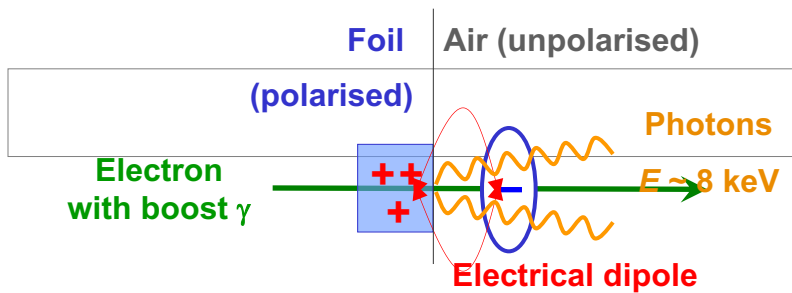 Foil Air (unpolarised)
(polarised)
Photons
Electron E ~ 8 keV
with boost γ
+ +
+
−
Electrical dipole